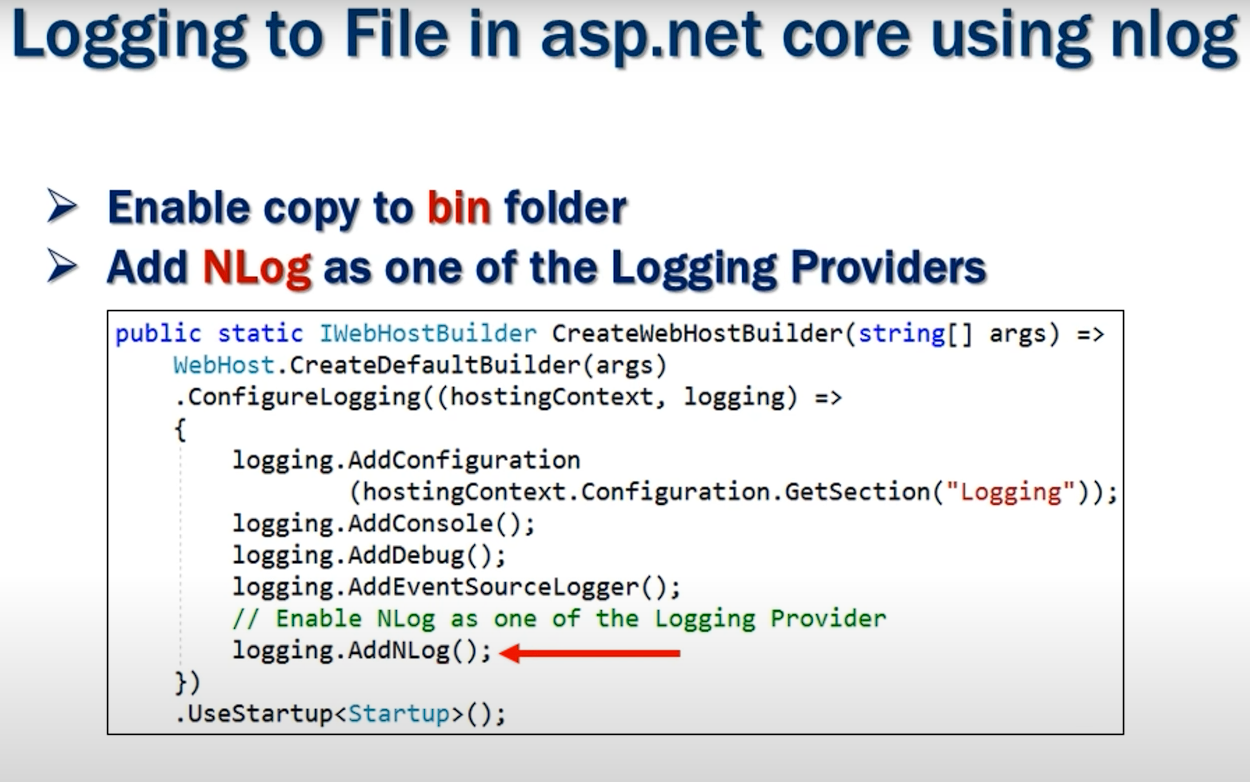 Logging to File in asp.net core using nlog
Enable copy to bin folder
Add NLog as one of the Logging Providers
public static IWebHostBuilder CreateWebHostBuilder(string[] args) =>
WebHost.CreateDefaultBuilder(args)
.ConfigureLogging((hostingContext, logging) =>
{
logging.AddConfiguration
(hostingContext.Configuration.GetSection("Logging"));
logging.AddConsole();
logging.AddDebug();
logging.AddEventSourceLogger();
// Enable NLog as one of the Logging Provider
logging.AddNLog();
})
.UseStartup<Startup>();